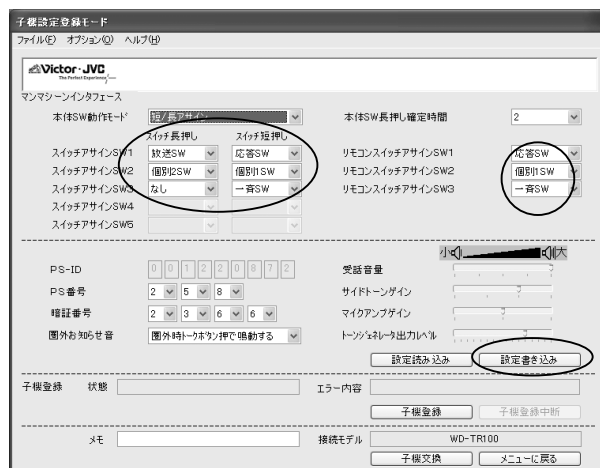 子機設定登録モード
ファイル(F) オプション(O) ヘルプ(H)
Victor・JVC
The Perfect Experience
マンマシーンインタフェース
本体SW動作モード 短/長アサイン 本体SW長押し確定時間 2
スイッチ長押し スイッチ短押し
スイッチアサインSW1 放送SW 応答SW リモコンスイッチアサインSW1 応答SW
スイッチアサインSW2 個別2SW 個別1SW リモコンスイッチアサインSW2 個別1SW
スイッチアサインSW3 なし 一斉SW リモコンスイッチアサインSW3 一斉SW
スイッチアサインSW4
スイッチアサインSW5
小 大
PS-ID 0 0 1 2 2 0 8 7 2 受話音量
PS番号 2 5 8 サイドトーンゲイン
暗証番号 2 3 6 6 マイクアンプゲイン
圏外お知らせ音 圏外時トークボタン押で鳴動する トーンジェネレータ出力レベル
設定読み込み 設定書き込み
子機登録 状態 エラー内容
子機登録 子機登録中断
メモ 接続モデル WD-TR100
子機交換 メニューに戻る